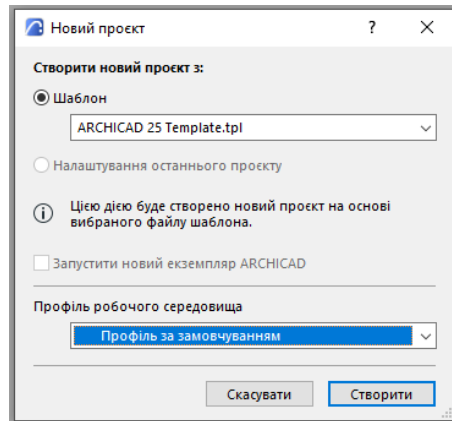 Новий проєкт
Створити новий проєкт з:
Шаблон
ARCHICAD 25 Template.tpl
Налаштування останнього проєкту
Цією дією буде створено новий проєкт на основі
вибраного файлу шаблона.
Запустити новий екземпляр ARCHICAD
Профіль робочого середовища
Профіль за замовчуванням
Скасувати Створити